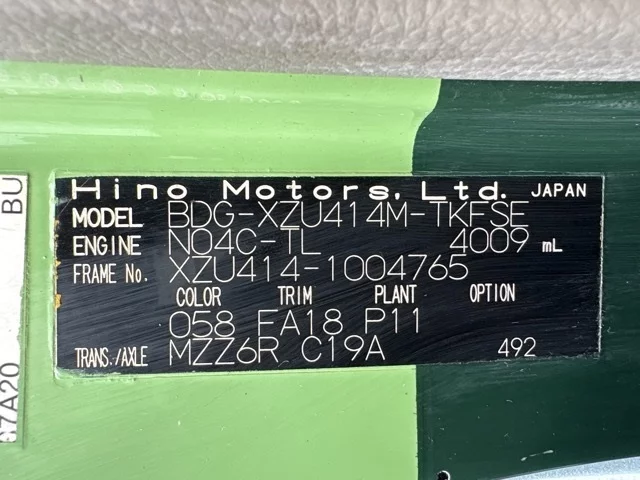 Hino Motors, Ltd. JAPAN
MODEL BDG-XZU414M-TKFSE
ENGINE N04C-TL 4009 mL
FRAME No. XZU414-1004765
COLOR TRIM PLANT OPTION
058 FA18 P11
TRANS./AXLE MZZ6R C19A 492
BU
7A20